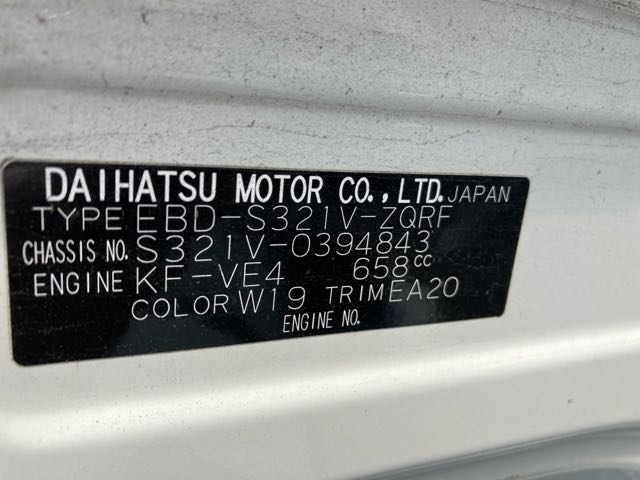 DAIHATSU MOTOR CO.,LTD. JAPAN
TYPE EBD-S321V-ZQRF
CHASSIS NO. S321V-0394843
ENGINE KF-VE4 658cc
COLOR W19 TRIM EA20
ENGINE NO.